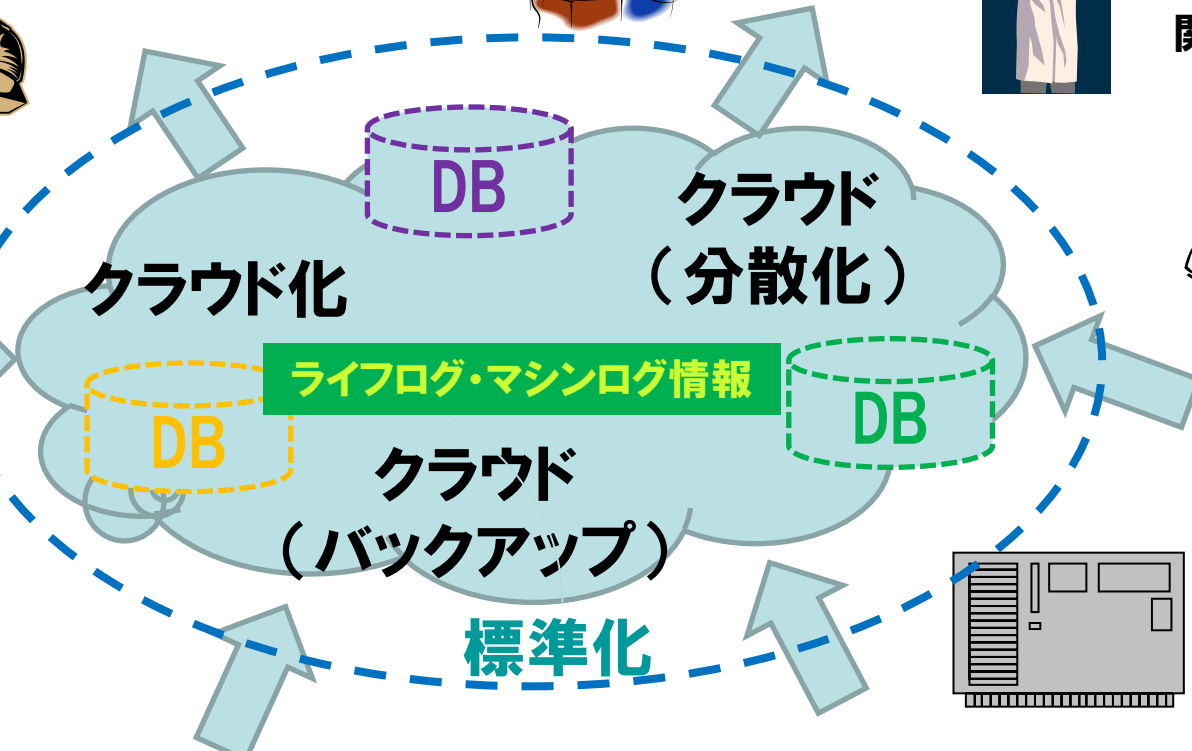 関
DB
クラウド
（分散化）
クラウド化
ライフログ・マシンログ情報
DB
DB
クラウド
（バックアップ）
標準化